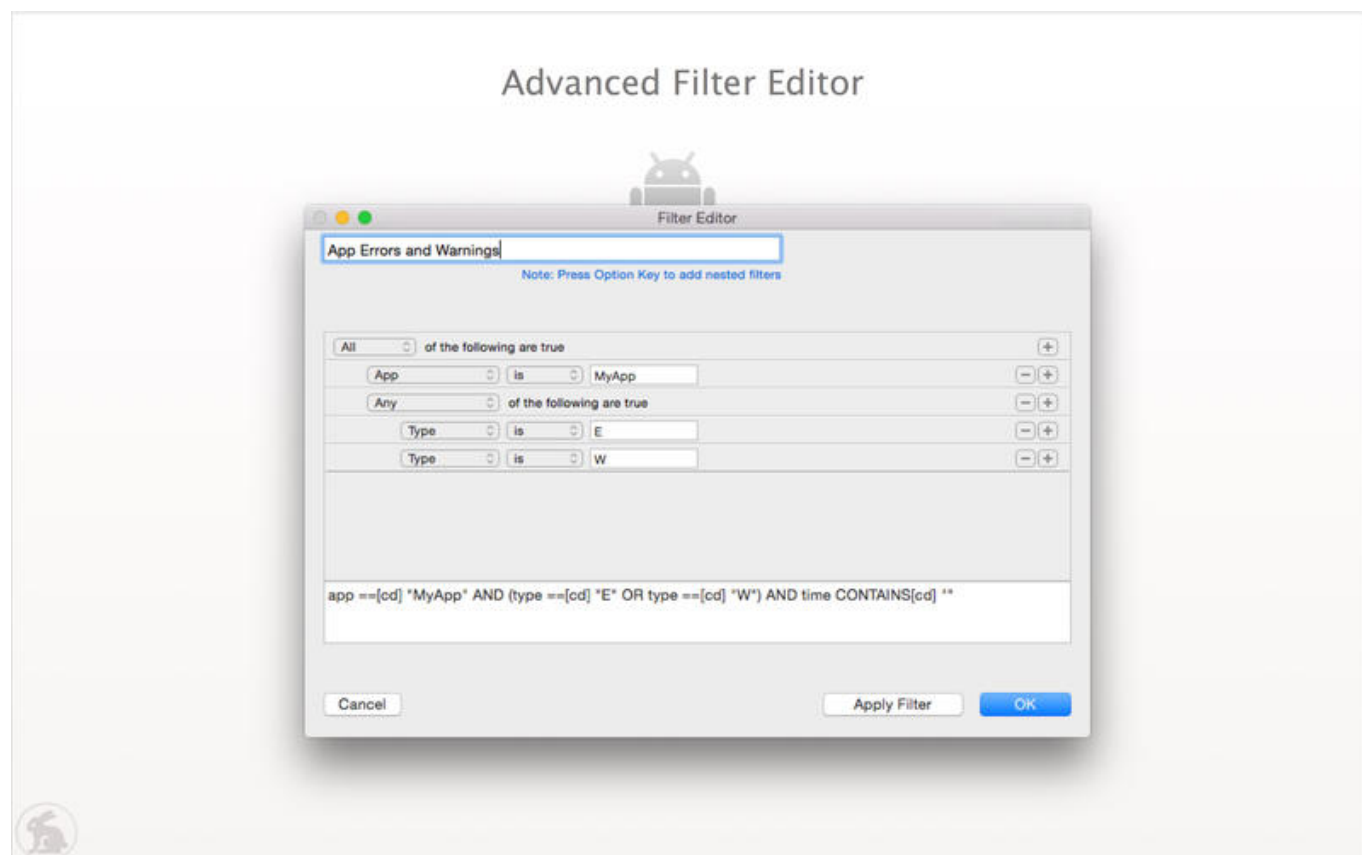 Advanced Filter Editor
Filter Editor
App Errors and Warnings
Note: Press Option Key to add nested filters
All of the following are true
App is MyApp
Any of the following are true
Type is E
Type is W
app ==[cd] "MyApp" AND (type ==[cd] "E" OR type ==[cd] "W") AND time CONTAINS[cd] ""
Cancel Apply Filter OK